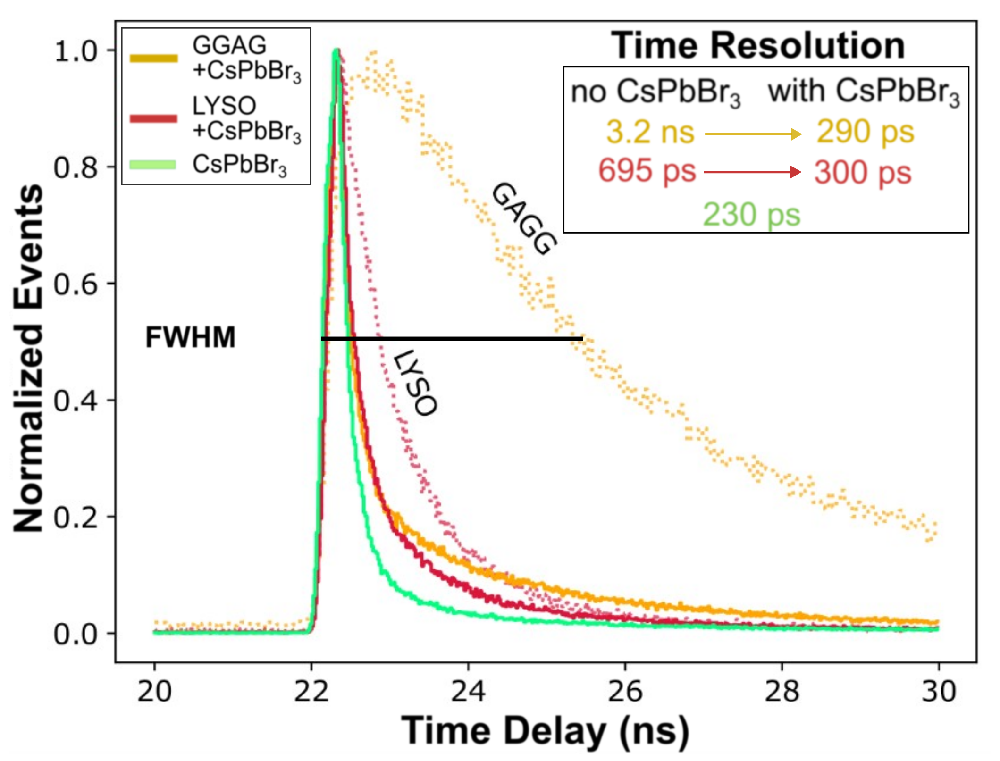 Time Resolution
GGAG
+CsPbBr₃
LYSO
+CsPbBr₃
CsPbBr₃
no CsPbBr₃ with CsPbBr₃
3.2 ns 290 ps
695 ps 300 ps
230 ps
GAGG
LYSO
FWHM
Normalized Events
1.0
0.8
0.6
0.4
0.2
0.0
20 22 24 26 28 30
Time Delay (ns)